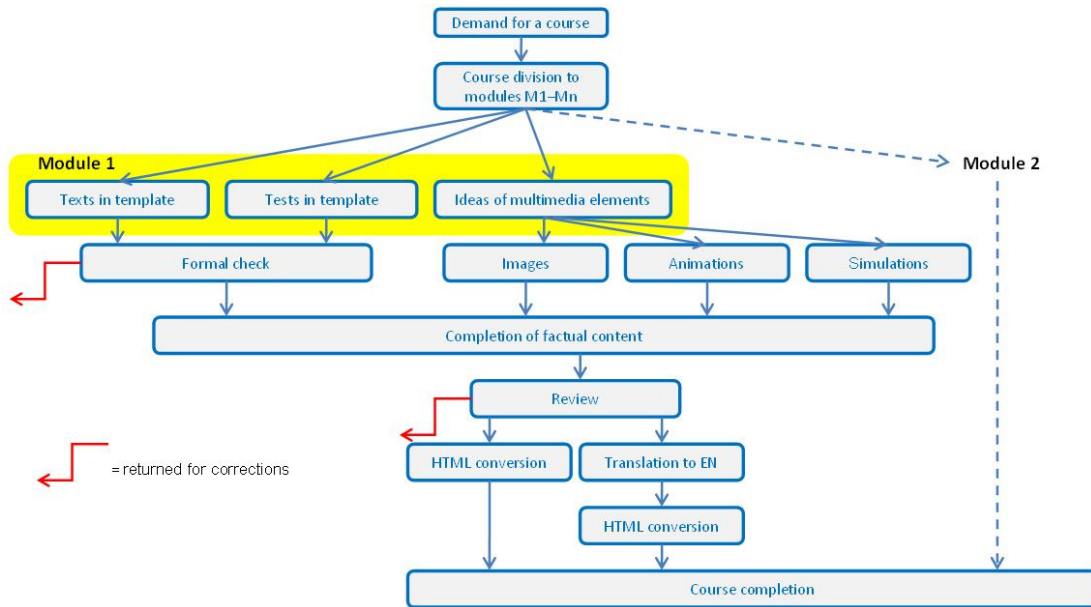 Demand for a course
Course division to
modules M1–Mn
Module 1
Module 2
Texts in template
Tests in template
Ideas of multimedia elements
Formal check
Images
Animations
Simulations
Completion of factual content
Review
HTML conversion
Translation to EN
= returned for corrections
HTML conversion
Course completion